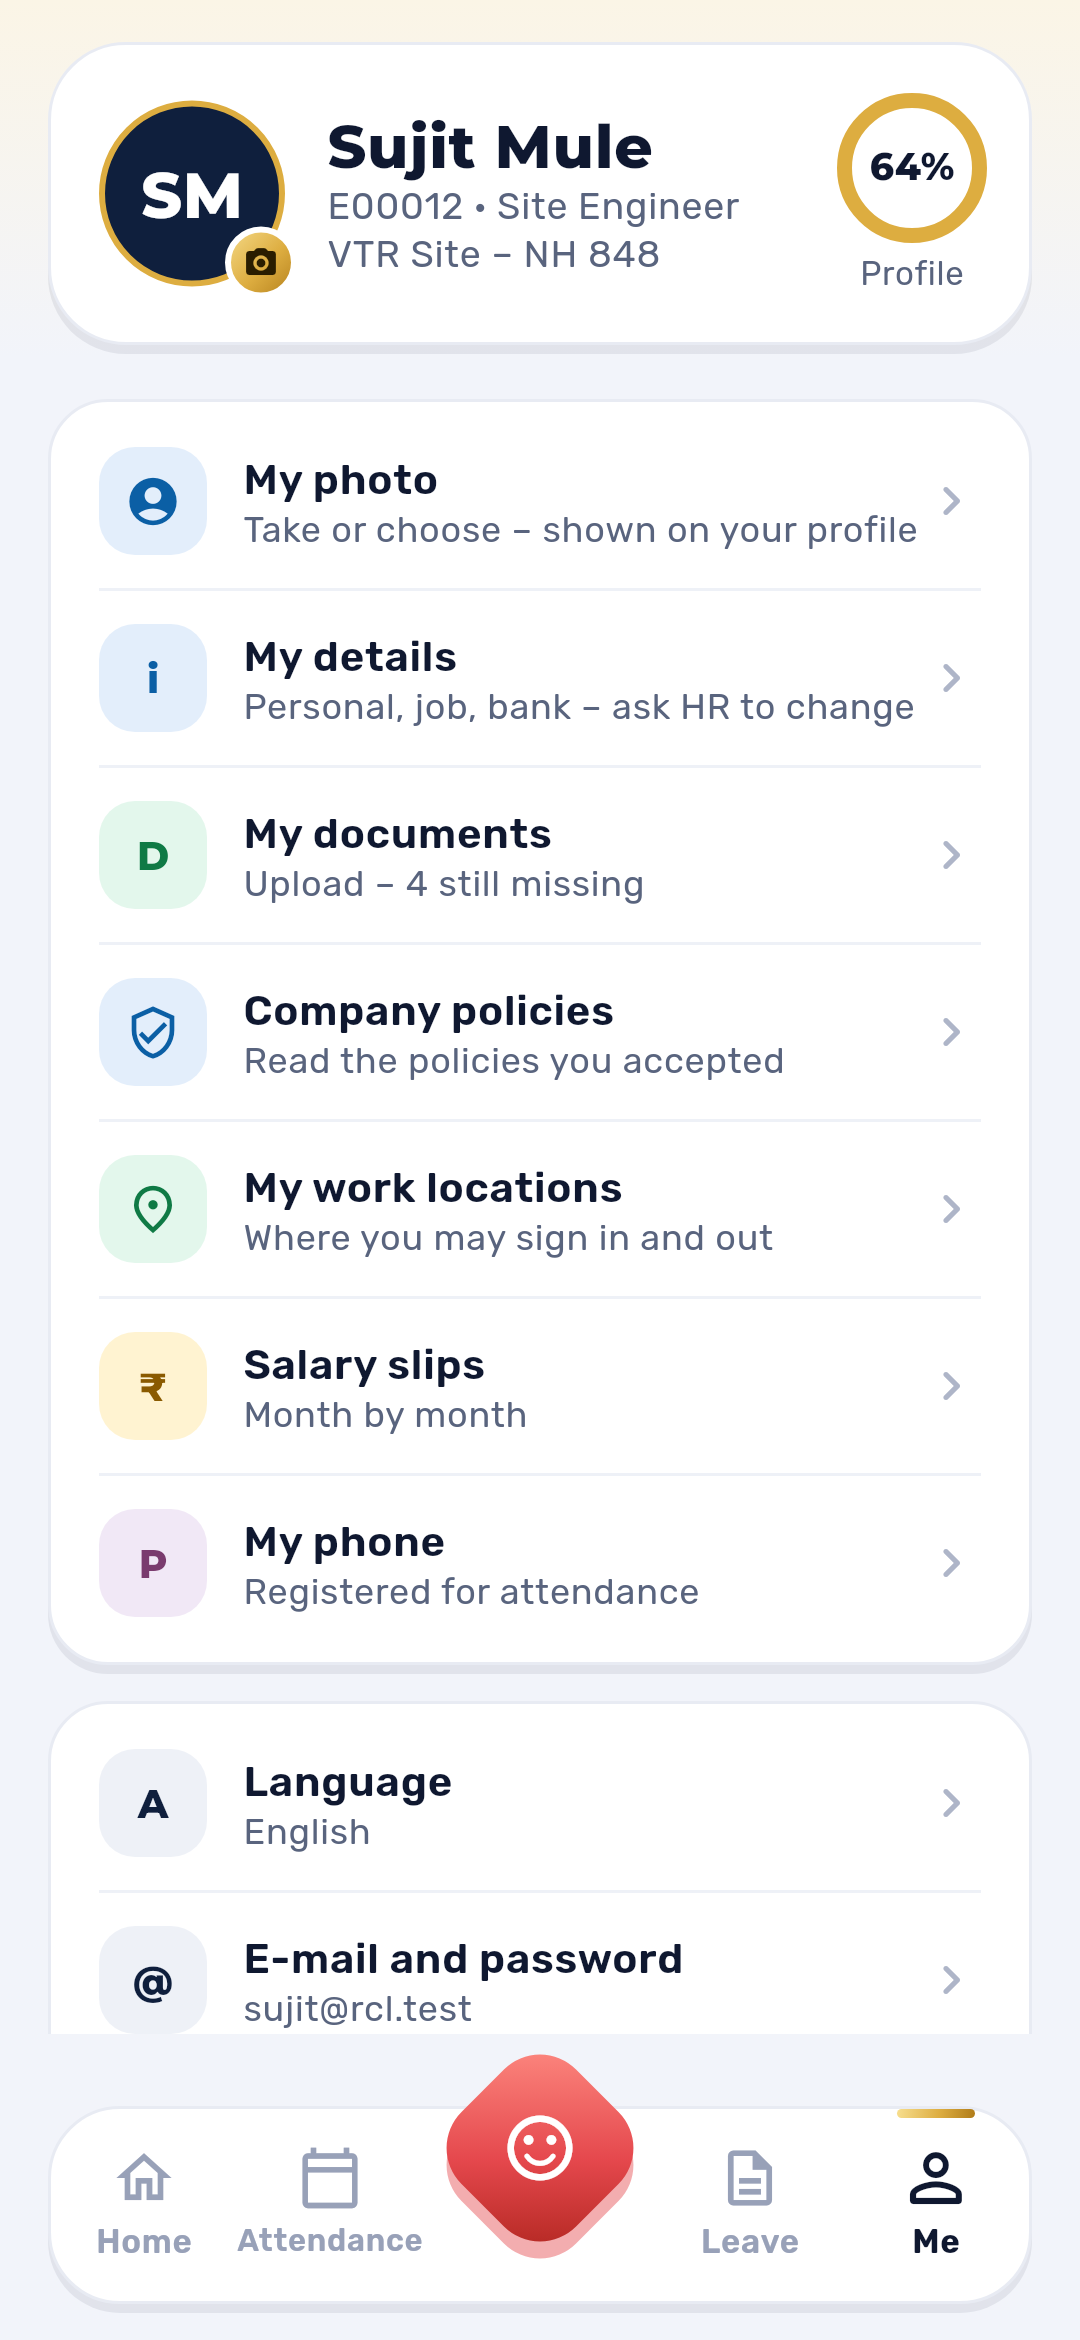 SM
Sujit Mule
E00012 • Site Engineer
VTR Site – NH 848
64%
Profile
My photo
Take or choose – shown on your profile
i
My details
Personal, job, bank – ask HR to change
D
My documents
Upload – 4 still missing
Company policies
Read the policies you accepted
My work locations
Where you may sign in and out
₹
Salary slips
Month by month
P
My phone
Registered for attendance
A
Language
English
@
E-mail and password
sujit@rcl.test
Home
Attendance
Leave
Me